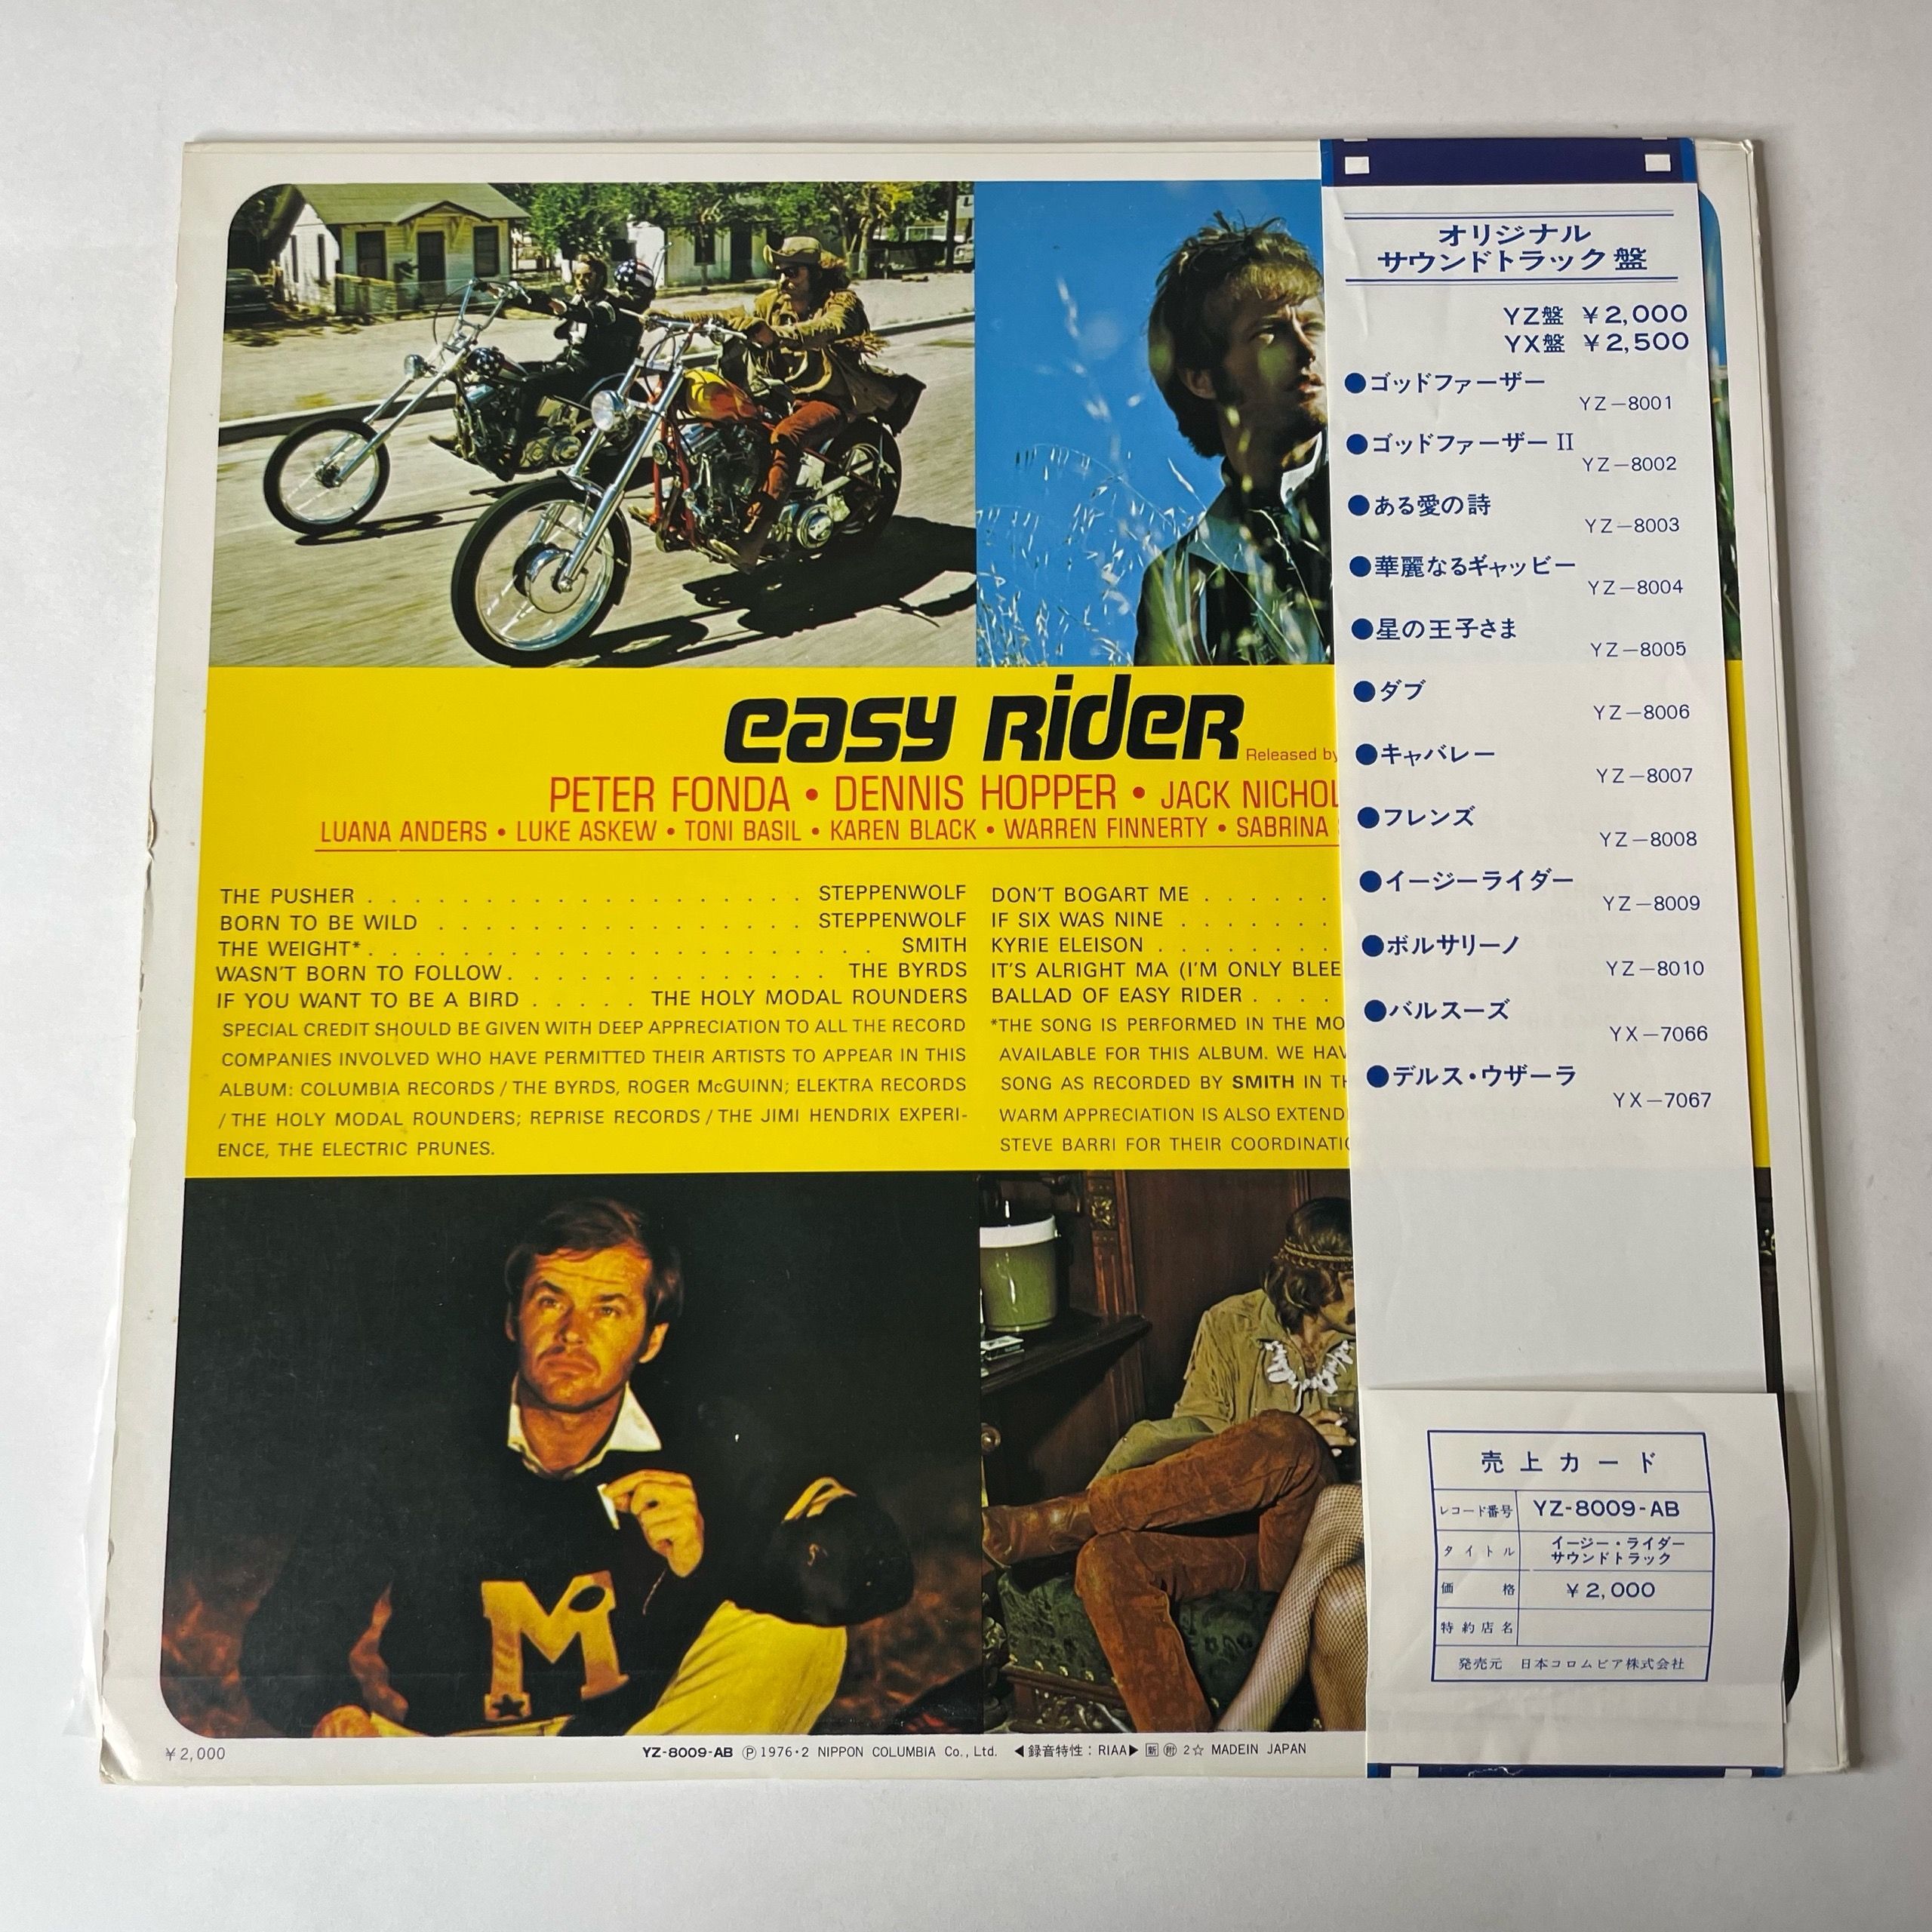 easy Rider
Released by
PETER FONDA • DENNIS HOPPER • JACK NICHOL
LUANA ANDERS • LUKE ASKEW • TONI BASIL • KAREN BLACK • WARREN FINNERTY • SABRINA
THE PUSHER . . . . . . . . . . . . . . . . . . . STEPPENWOLF
BORN TO BE WILD . . . . . . . . . . . . . . . . STEPPENWOLF
THE WEIGHT* . . . . . . . . . . . . . . . . . . . . . . SMITH
WASN'T BORN TO FOLLOW . . . . . . . . . . . . . . THE BYRDS
IF YOU WANT TO BE A BIRD . . . . . THE HOLY MODAL ROUNDERS
SPECIAL CREDIT SHOULD BE GIVEN WITH DEEP APPRECIATION TO ALL THE RECORD
COMPANIES INVOLVED WHO HAVE PERMITTED THEIR ARTISTS TO APPEAR IN THIS
ALBUM: COLUMBIA RECORDS / THE BYRDS, ROGER McGUINN; ELEKTRA RECORDS
/ THE HOLY MODAL ROUNDERS; REPRISE RECORDS / THE JIMI HENDRIX EXPERI-
ENCE, THE ELECTRIC PRUNES.
DON'T BOGART ME . . . . . .
IF SIX WAS NINE . . . . . . .
KYRIE ELEISON . . . . . . . .
IT'S ALRIGHT MA (I'M ONLY BLEE
BALLAD OF EASY RIDER . . . .
*THE SONG IS PERFORMED IN THE MO
AVAILABLE FOR THIS ALBUM. WE HAV
SONG AS RECORDED BY SMITH IN TH
WARM APPRECIATION IS ALSO EXTEND
STEVE BARRI FOR THEIR COORDINATIO
M
¥2,000
YZ-8009-AB Ⓟ1976・2 NIPPON COLUMBIA Co., Ltd. ◀録音特性：RIAA▶ 新 ㊞ 2☆ MADEIN JAPAN
オリジナル
サウンドトラック盤
YZ盤 ¥2,000
YX盤 ¥2,500
●ゴッドファーザー
YZ—8001
●ゴッドファーザー II
YZ—8002
●ある愛の詩
YZ—8003
●華麗なるギャッビー
YZ—8004
●星の王子さま
YZ—8005
●ダブ
YZ—8006
●キャバレー
YZ—8007
●フレンズ
YZ—8008
●イージーライダー
YZ—8009
●ボルサリーノ
YZ—8010
●バルスーズ
YX—7066
●デルス・ウザーラ
YX—7067
売上カード
レコード番号 YZ-8009-AB
タイトル イージー・ライダー
サウンドトラック
価格 ¥2,000
特約店名
発売元 日本コロムビア株式会社